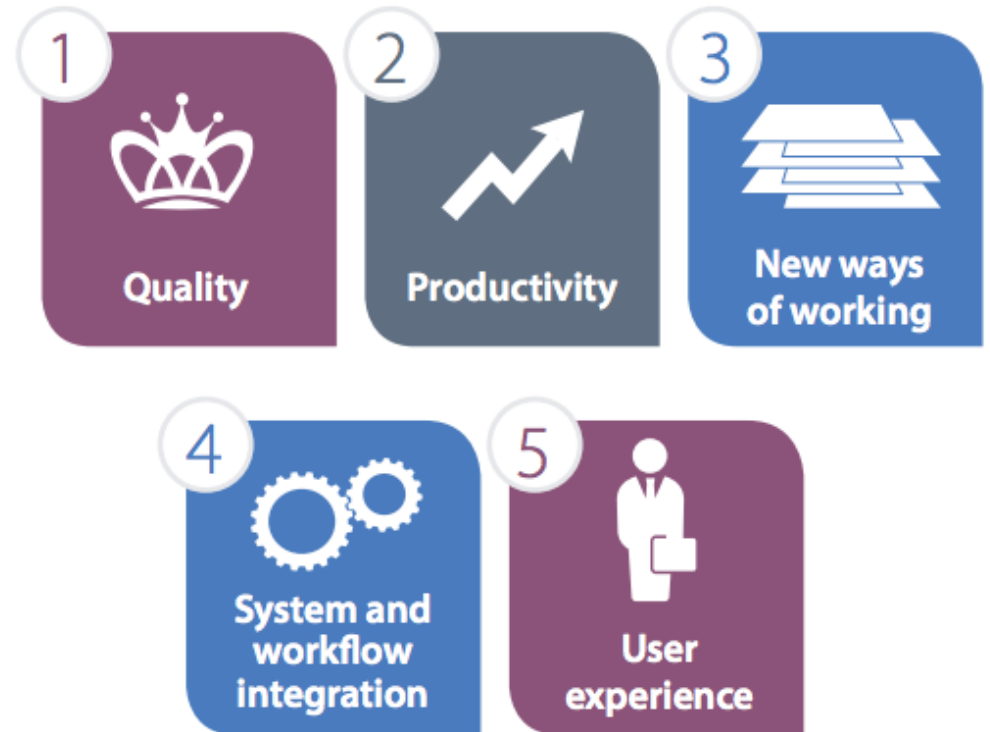 1
Quality
2
Productivity
3
New ways
of working
4
System and
workflow
integration
5
User
experience